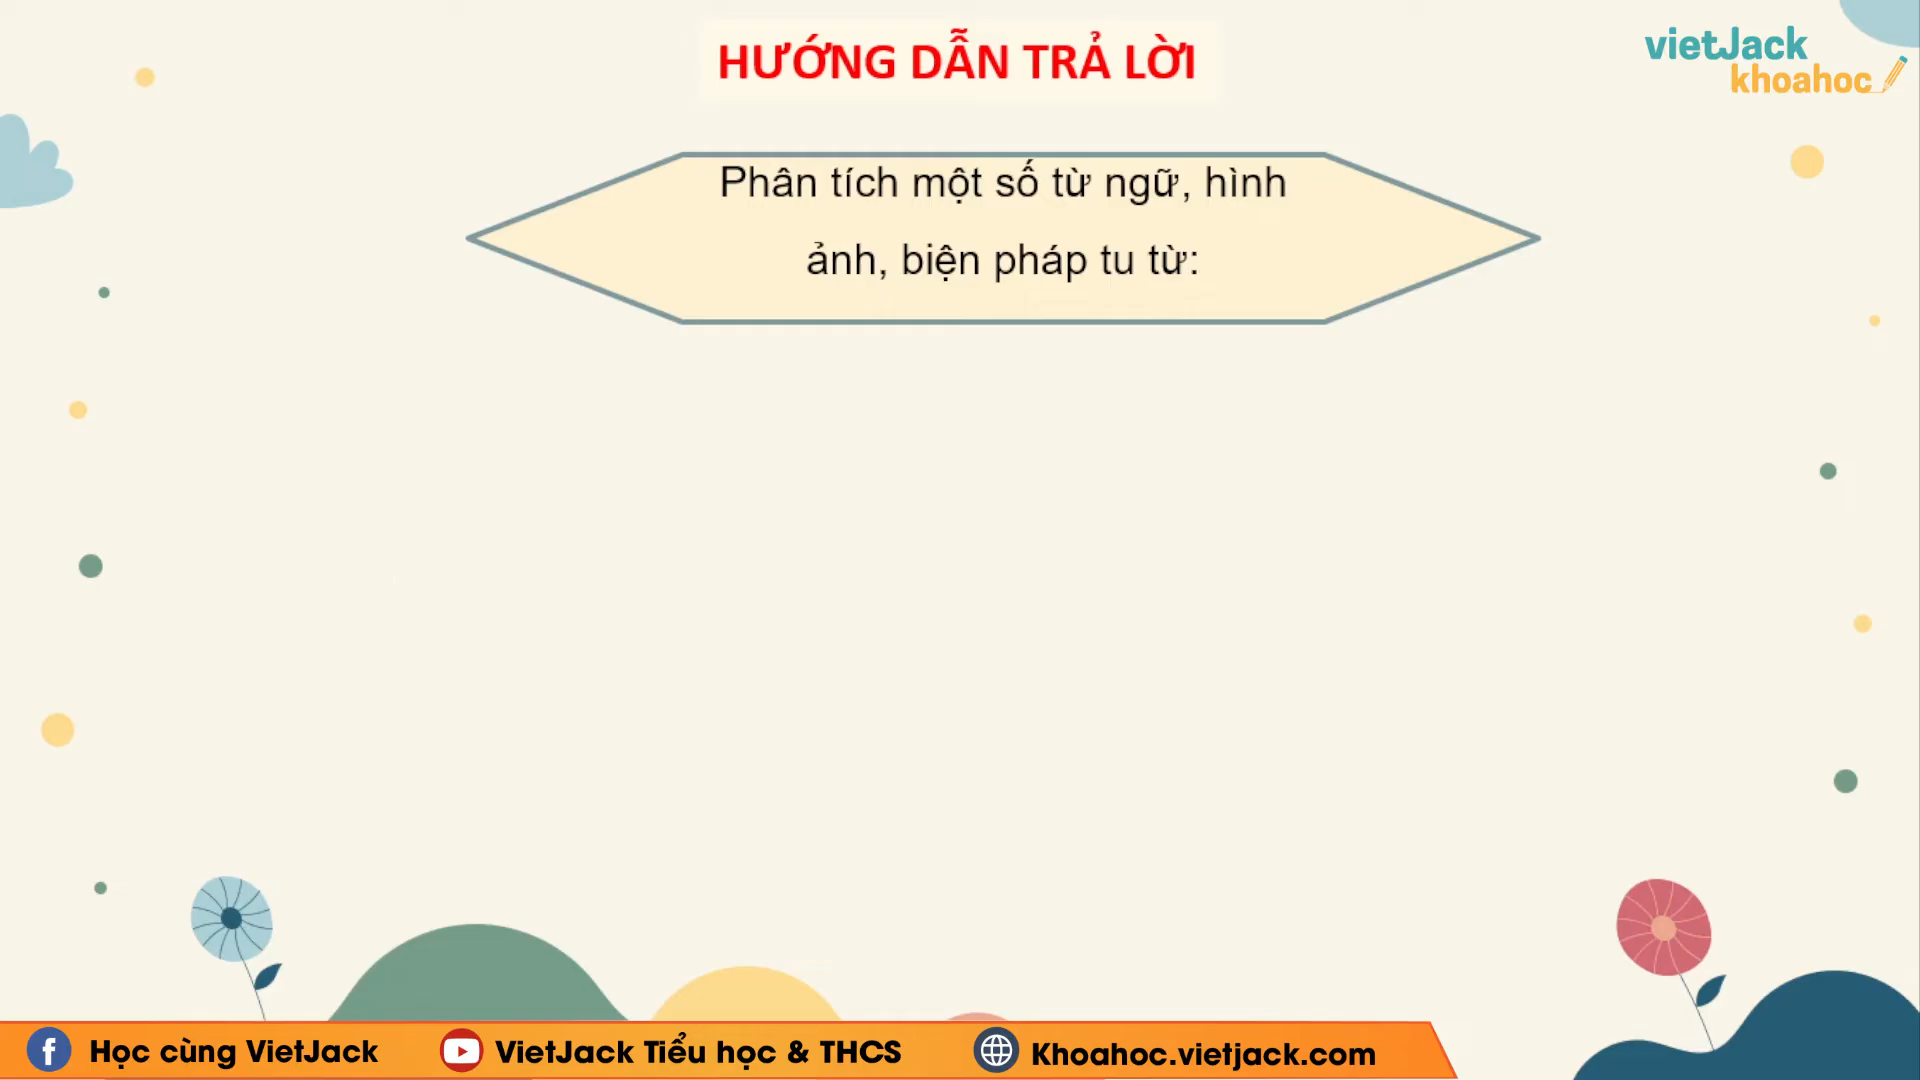 HƯỚNG DẪN TRẢ LỜI
vietJack
khoahoc
Phân tích một số từ ngữ, hình
ảnh, biện pháp tu từ:
Học cùng VietJack
VietJack Tiểu học & THCS
Khoahoc.vietjack.com